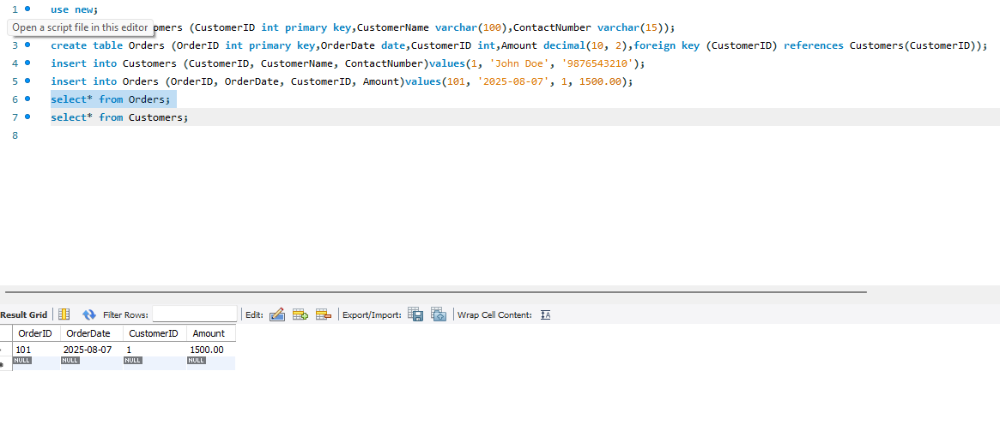 1 use new;
Open a script file in this editor omers (CustomerID int primary key,CustomerName varchar(100),ContactNumber varchar(15));
3 create table Orders (OrderID int primary key,OrderDate date,CustomerID int,Amount decimal(10, 2),foreign key (CustomerID) references Customers(CustomerID));
4 insert into Customers (CustomerID, CustomerName, ContactNumber)values(1, 'John Doe', '9876543210');
5 insert into Orders (OrderID, OrderDate, CustomerID, Amount)values(101, '2025-08-07', 1, 1500.00);
6 select* from Orders;
7 select* from Customers;
8
Result Grid Filter Rows: Edit: Export/Import: Wrap Cell Content:
OrderID OrderDate CustomerID Amount
101 2025-08-07 1 1500.00
NULL NULL NULL NULL